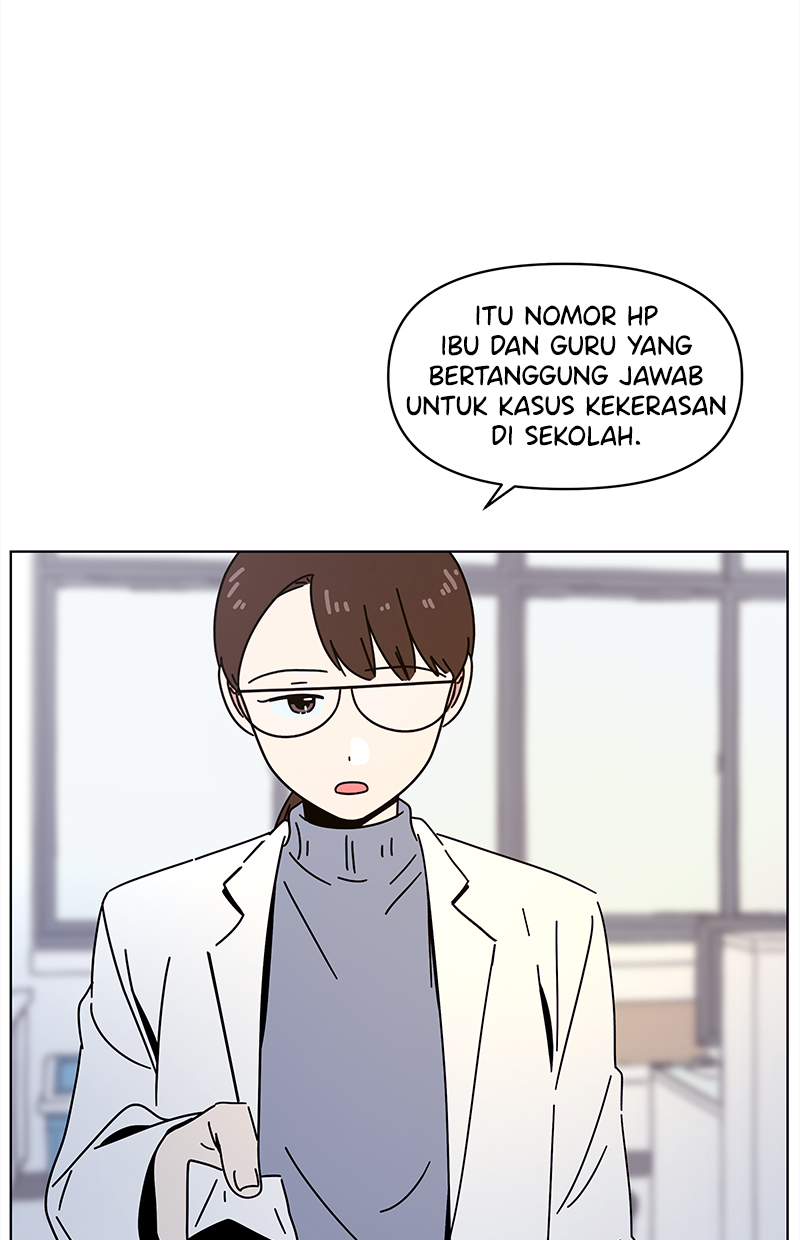 ITU NOMOR HP
IBU DAN GURU YANG
BERTANGGUNG JAWAB
UNTUK KASUS KEKERASAN
DI SEKOLAH.